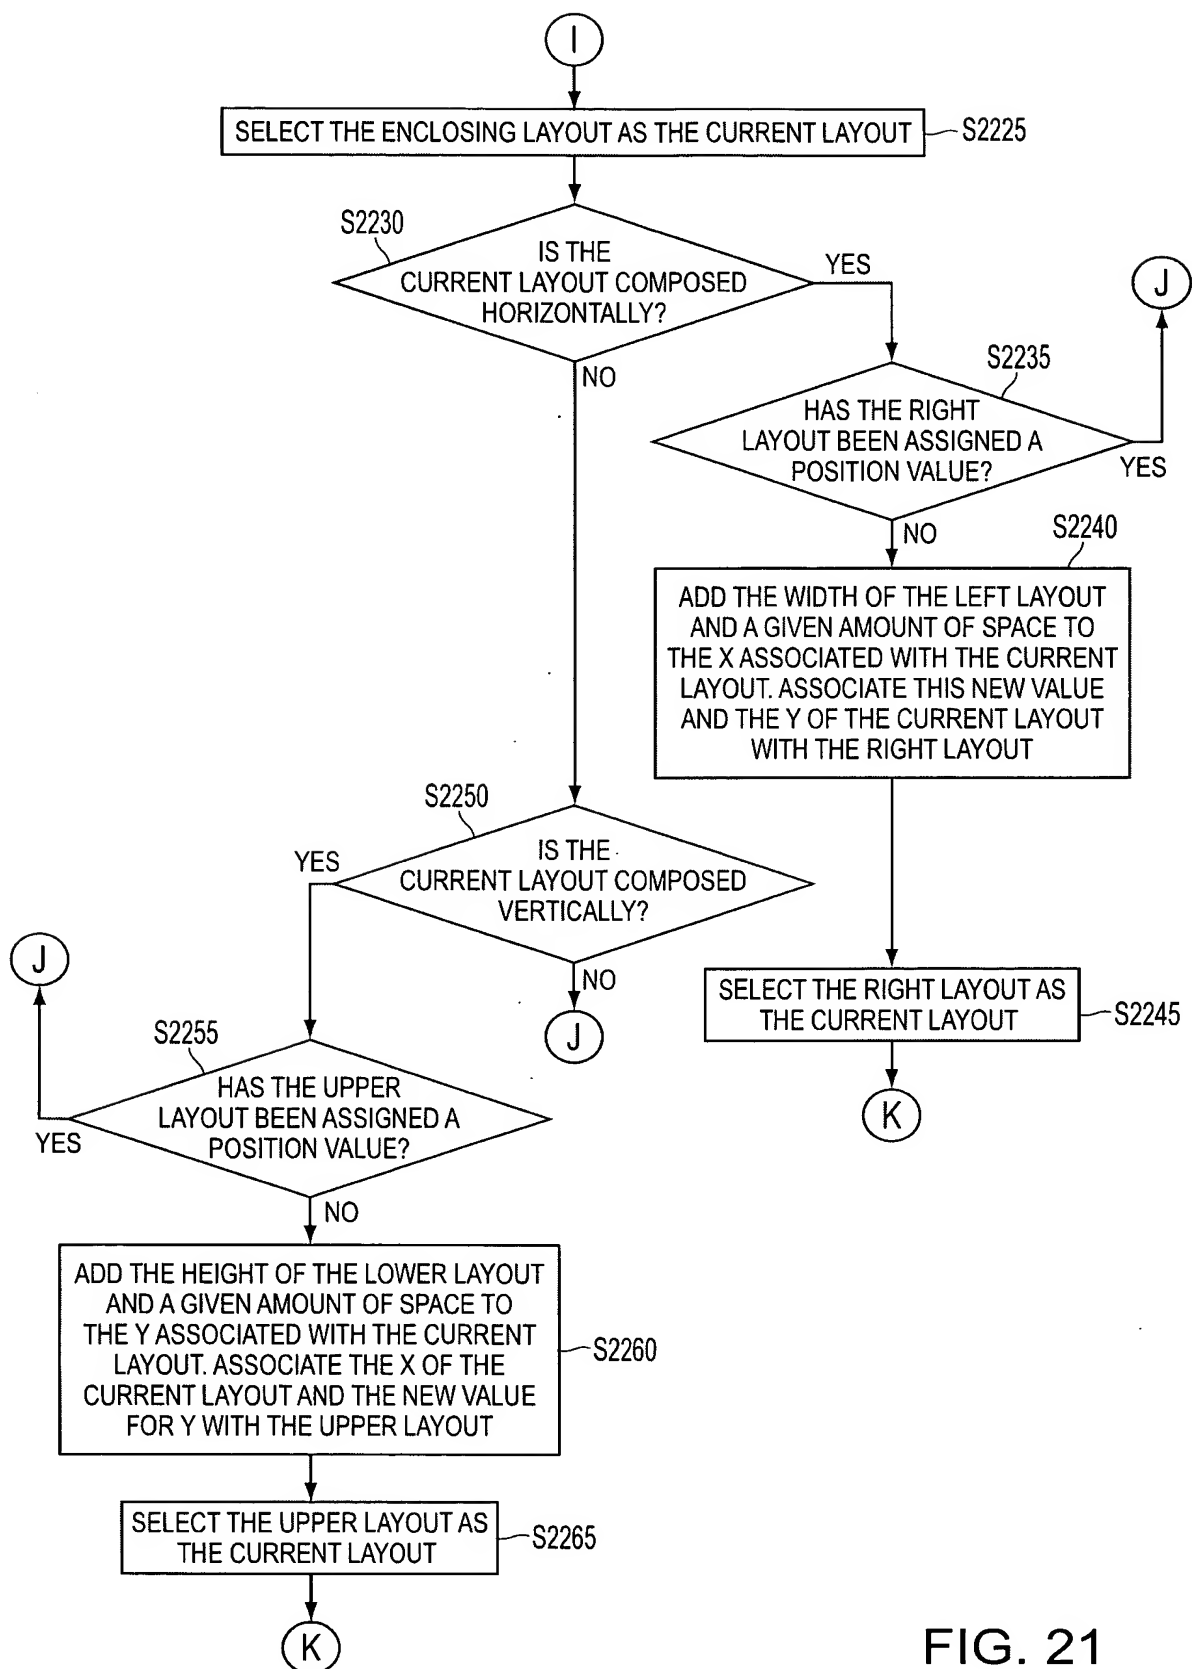 I
SELECT THE ENCLOSING LAYOUT AS THE CURRENT LAYOUT
S2225
S2230
IS THE
CURRENT LAYOUT COMPOSED
HORIZONTALLY?
YES
J
NO
S2235
HAS THE RIGHT
LAYOUT BEEN ASSIGNED A
POSITION VALUE?
YES
NO
S2240
ADD THE WIDTH OF THE LEFT LAYOUT
AND A GIVEN AMOUNT OF SPACE TO
THE X ASSOCIATED WITH THE CURRENT
LAYOUT. ASSOCIATE THIS NEW VALUE
AND THE Y OF THE CURRENT LAYOUT
WITH THE RIGHT LAYOUT
S2250
IS THE
CURRENT LAYOUT COMPOSED
VERTICALLY?
YES
NO
J
J
SELECT THE RIGHT LAYOUT AS
THE CURRENT LAYOUT
S2245
K
S2255
HAS THE UPPER
LAYOUT BEEN ASSIGNED A
POSITION VALUE?
YES
NO
ADD THE HEIGHT OF THE LOWER LAYOUT
AND A GIVEN AMOUNT OF SPACE TO
THE Y ASSOCIATED WITH THE CURRENT
LAYOUT. ASSOCIATE THE X OF THE
CURRENT LAYOUT AND THE NEW VALUE
FOR Y WITH THE UPPER LAYOUT
S2260
SELECT THE UPPER LAYOUT AS
THE CURRENT LAYOUT
S2265
K
FIG. 21